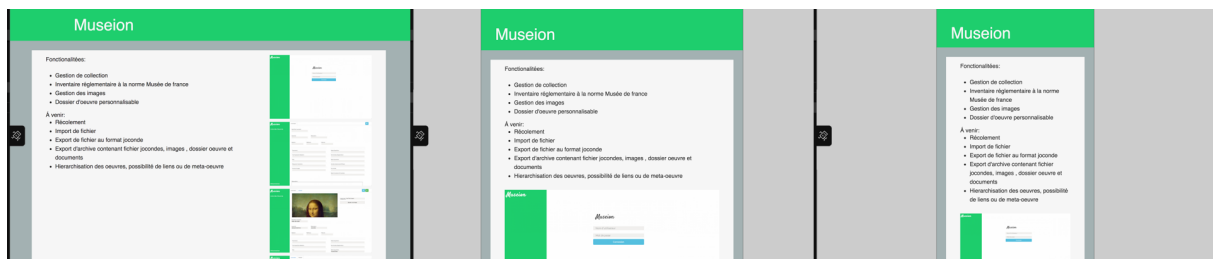 Museion
Fonctionalitées:
Gestion de collection
Inventaire réglementaire à la norme Musée de france
Gestion des images
Dossier d'oeuvre personnalisable
À venir:
Récolement
Import de fichier
Export de fichier au format joconde
Export d'archive contenant fichier jocondes, images , dossier oeuvre et
documents
Hierarchisation des oeuvres, possibilité de liens ou de meta-oeuvre
Museion
Museion
Fonctionalitées:
Gestion de collection
Inventaire réglementaire à la norme Musée de france
Gestion des images
Dossier d'oeuvre personnalisable
À venir:
Récolement
Import de fichier
Export de fichier au format joconde
Export d'archive contenant fichier jocondes, images , dossier oeuvre et
documents
Hierarchisation des oeuvres, possibilité de liens ou de meta-oeuvre
Museion
Museion
Museion
Fonctionalitées:
Gestion de collection
Inventaire réglementaire à la norme
Musée de france
Gestion des images
Dossier d'oeuvre personnalisable
À venir:
Récolement
Import de fichier
Export de fichier au format joconde
Export d'archive contenant fichier
jocondes, images , dossier oeuvre et
documents
Hierarchisation des oeuvres, possibilité
de liens ou de meta-oeuvre
Museion